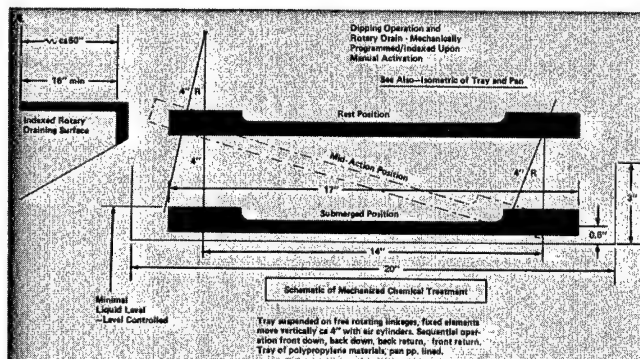 ca60"
16" min
Indexed Rotary
Draining Surface
Dipping Operation and
Rotary Drain - Mechanically
Programmed/Indexed Upon
Manual Activation
See Also—Isometric of Tray and Pan
4" R
Rest Position
4"
Mid-Action Position
4" R
17"
Submerged Position
0.6"
14"
20"
Minimal
Liquid Level
—Level Controlled
Schematic of Mechanized Chemical Treatment
Tray suspended on free rotating linkages, fixed elements
move vertically ca 4" with air cylinders. Sequential oper-
ation front down, back down, back return, front return.
Tray of polypropylene materials, pan pp. lined.